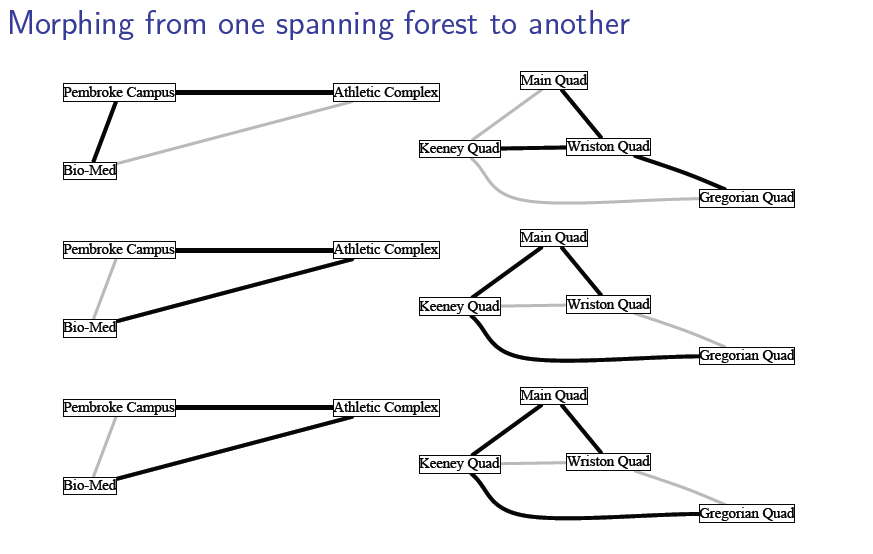 Morphing from one spanning forest to another
Main Quad
Pembroke Campus Athletic Complex
Keeney Quad Wriston Quad
Bio-Med
Gregorian Quad
Main Quad
Pembroke Campus Athletic Complex
Keeney Quad Wriston Quad
Bio-Med
Gregorian Quad
Main Quad
Pembroke Campus Athletic Complex
Keeney Quad Wriston Quad
Bio-Med
Gregorian Quad